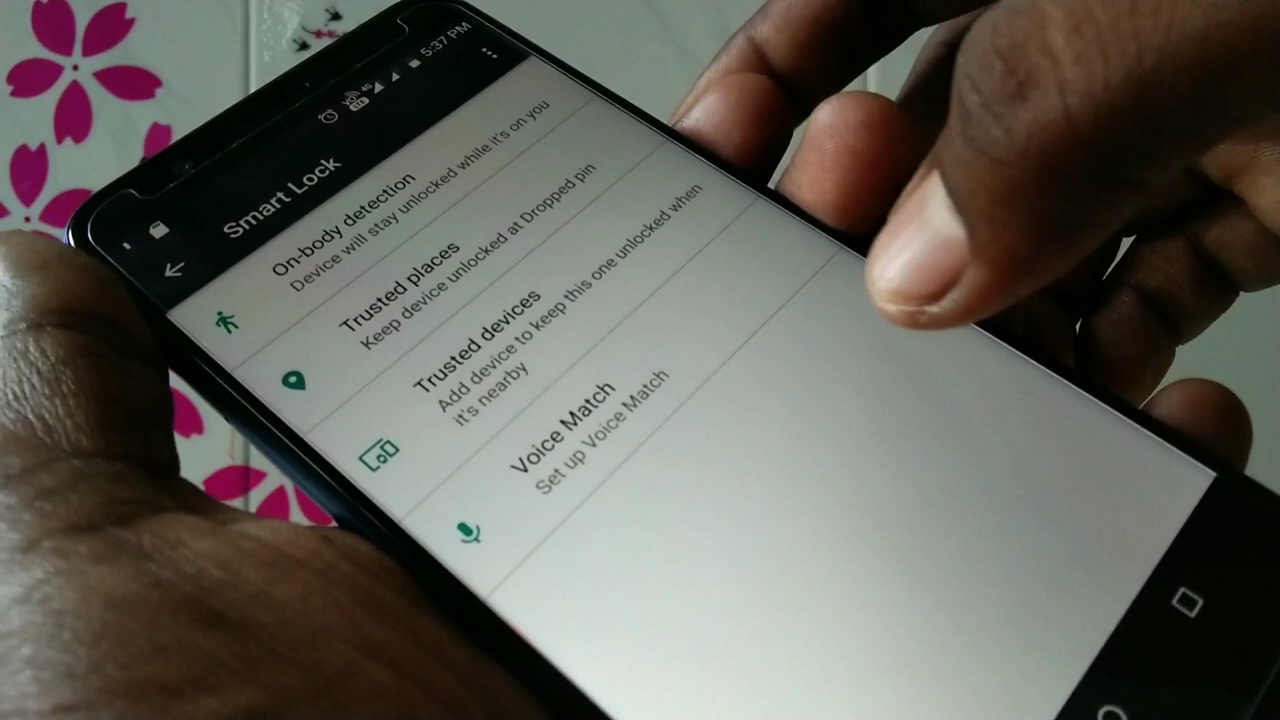 5:37 PM
Smart Lock
On-body detection
Device will stay unlocked while it's on you
Trusted places
Keep device unlocked at Dropped pin
Trusted devices
Add device to keep this one unlocked when
it's nearby
Voice Match
Set up Voice Match